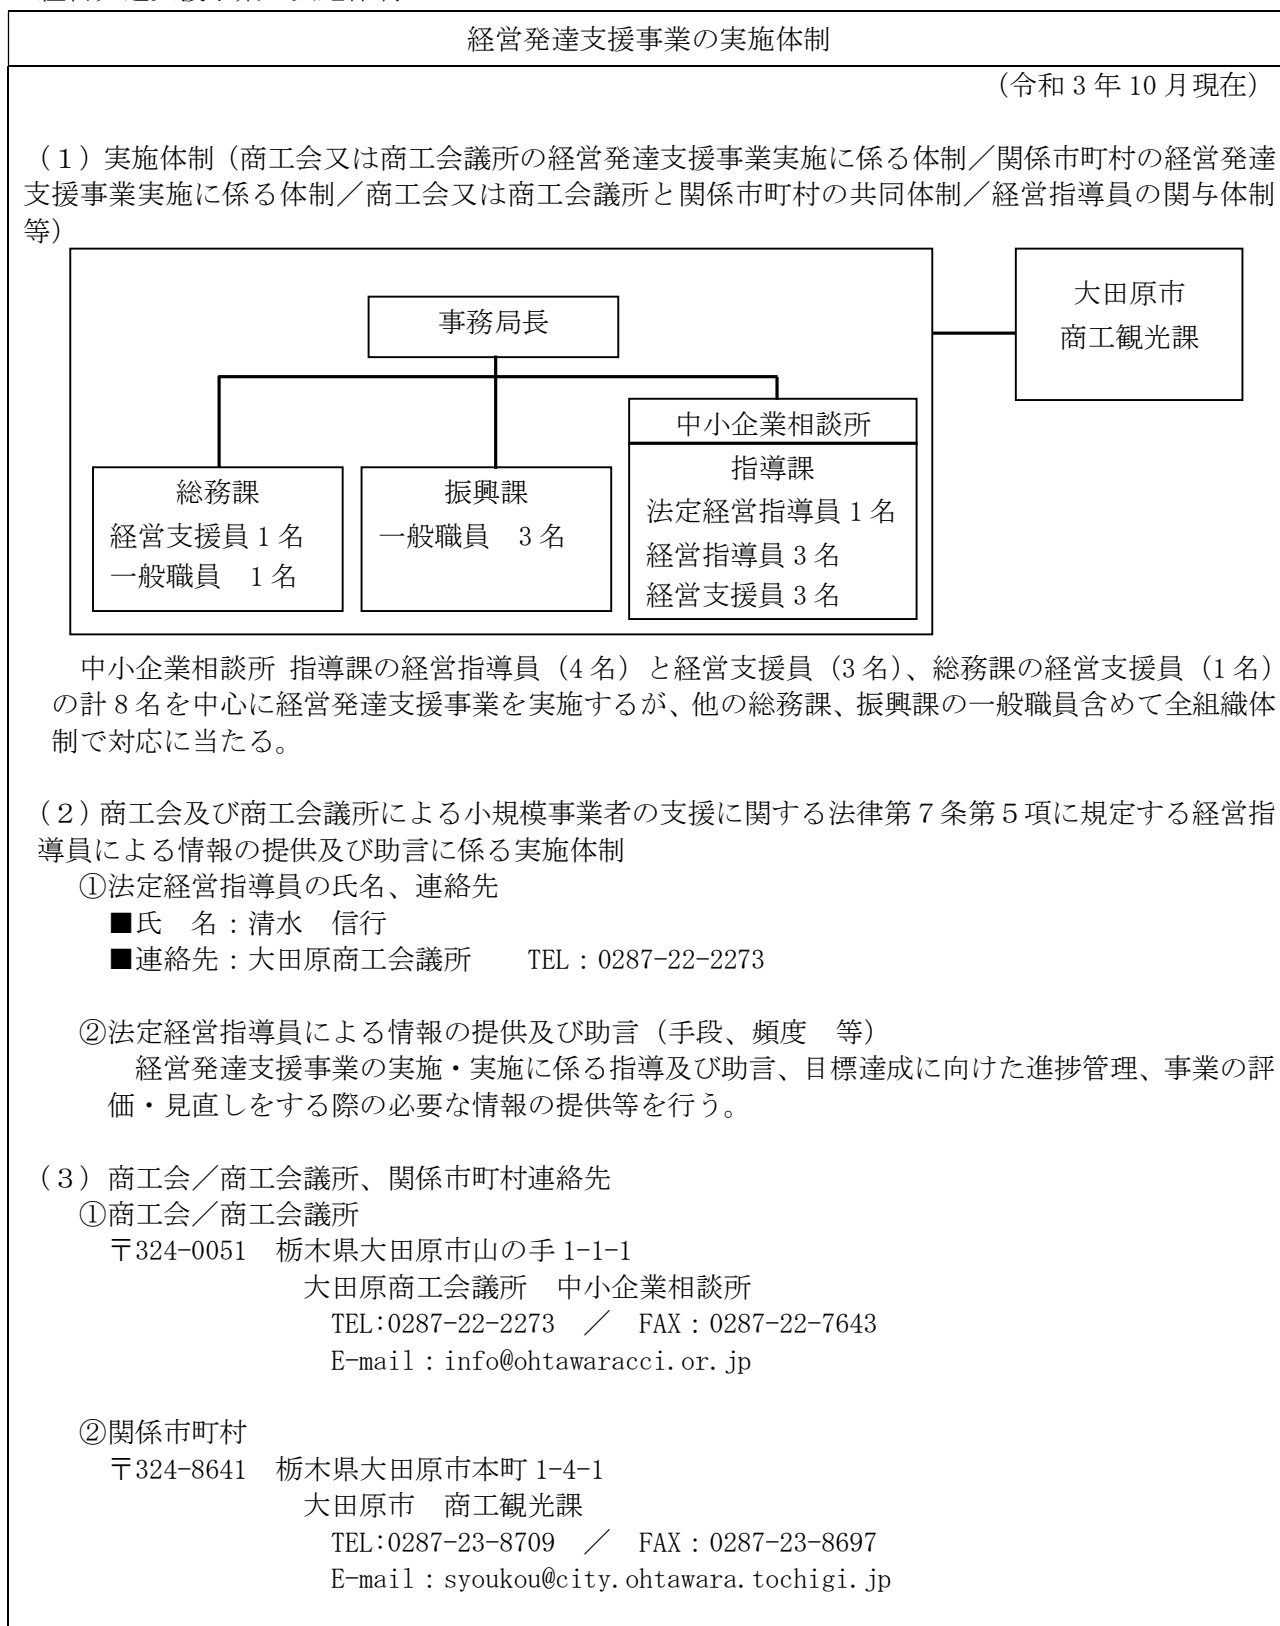 経営発達支援事業の実施体制
（令和３年 10 月現在）
（１）実施体制（商工会又は商工会議所の経営発達支援事業実施に係る体制／関係市町村の経営発達
支援事業実施に係る体制／商工会又は商工会議所と関係市町村の共同体制／経営指導員の関与体制
等）
事務局長
大田原市
商工観光課
総務課
経営支援員１名
一般職員　１名
振興課
一般職員　３名
中小企業相談所
指導課
法定経営指導員１名
経営指導員３名
経営支援員３名
中小企業相談所 指導課の経営指導員（4 名）と経営支援員（3 名）、総務課の経営支援員（1 名）
の計８名を中心に経営発達支援事業を実施するが、他の総務課、振興課の一般職員含めて全組織体
制で対応に当たる。
（２）商工会及び商工会議所による小規模事業者の支援に関する法律第７条第５項に規定する経営指
導員による情報の提供及び助言に係る実施体制
①法定経営指導員の氏名、連絡先
■氏　名：清水　信行
■連絡先：大田原商工会議所　　TEL：0287-22-2273
②法定経営指導員による情報の提供及び助言（手段、頻度　等）
経営発達支援事業の実施・実施に係る指導及び助言、目標達成に向けた進捗管理、事業の評
価・見直しをする際の必要な情報の提供等を行う。
（３）商工会／商工会議所、関係市町村連絡先
①商工会／商工会議所
〒324-0051　栃木県大田原市山の手 1-1-1
大田原商工会議所　中小企業相談所
TEL:0287-22-2273　／　FAX：0287-22-7643
E-mail：info@ohtawaracci.or.jp
②関係市町村
〒324-8641　栃木県大田原市本町 1-4-1
大田原市　商工観光課
TEL:0287-23-8709　／　FAX：0287-23-8697
E-mail：syoukou@city.ohtawara.tochigi.jp